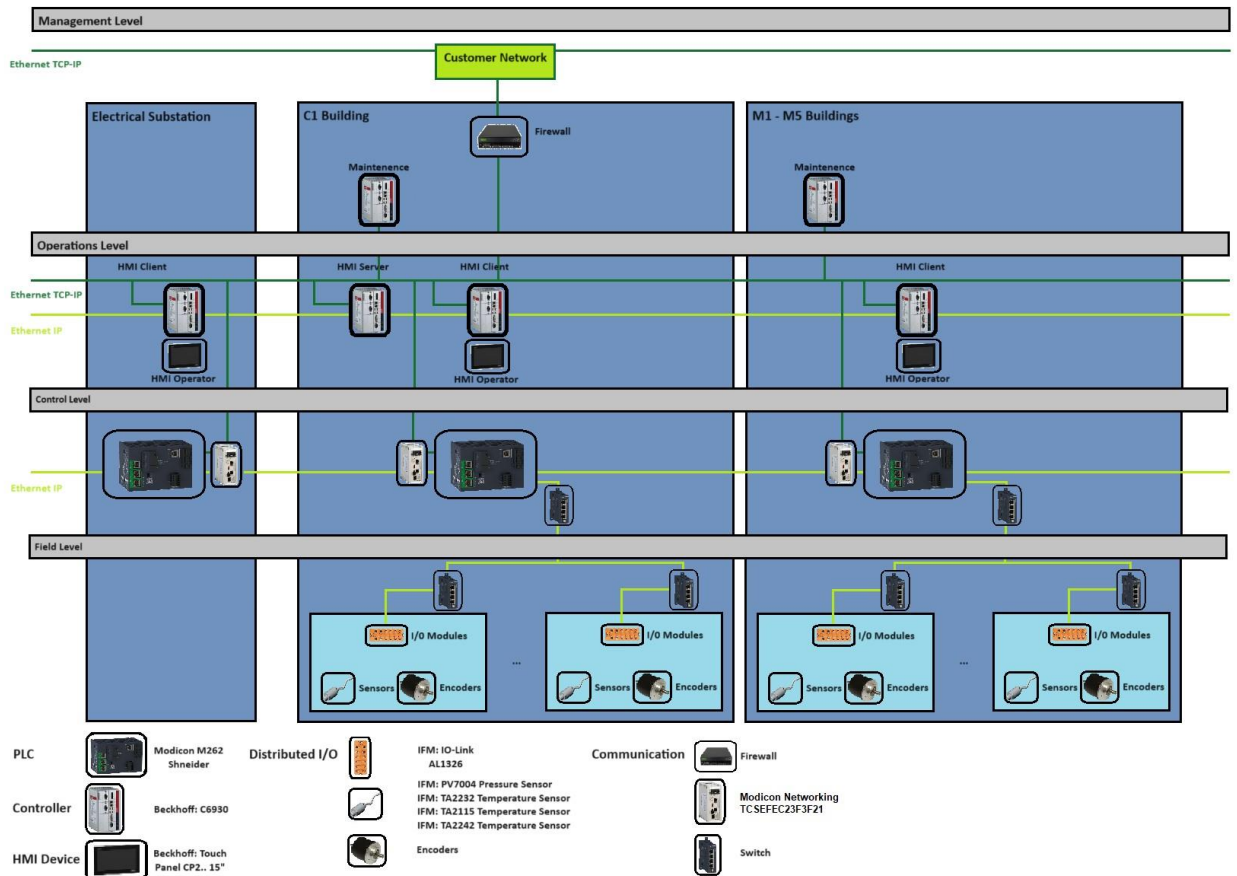 Management Level
Customer Network
Ethernet TCP-IP
Electrical Substation
C1 Building
M1 - M5 Buildings
Firewall
Maintenence
Maintenence
Operations Level
HMI Client
HMI Server
HMI Client
HMI Client
Ethernet TCP-IP
Ethernet IP
HMI Operator
HMI Operator
HMI Operator
Control Level
Ethernet IP
Field Level
I/0 Modules
I/0 Modules
I/0 Modules
I/0 Modules
...
...
Sensors
Encoders
Sensors
Encoders
Sensors
Encoders
Sensors
Encoders
PLC
Modicon M262
Shneider
Distributed I/O
IFM: IO-Link
AL1326
Communication
Firewall
Controller
Beckhoff: C6930
IFM: PV7004 Pressure Sensor
IFM: TA2232 Temperature Sensor
IFM: TA2115 Temperature Sensor
IFM: TA2242 Temperature Sensor
Modicon Networking
TCSEFEC23F3F21
HMI Device
Beckhoff: Touch
Panel CP2.. 15"
Encoders
Switch